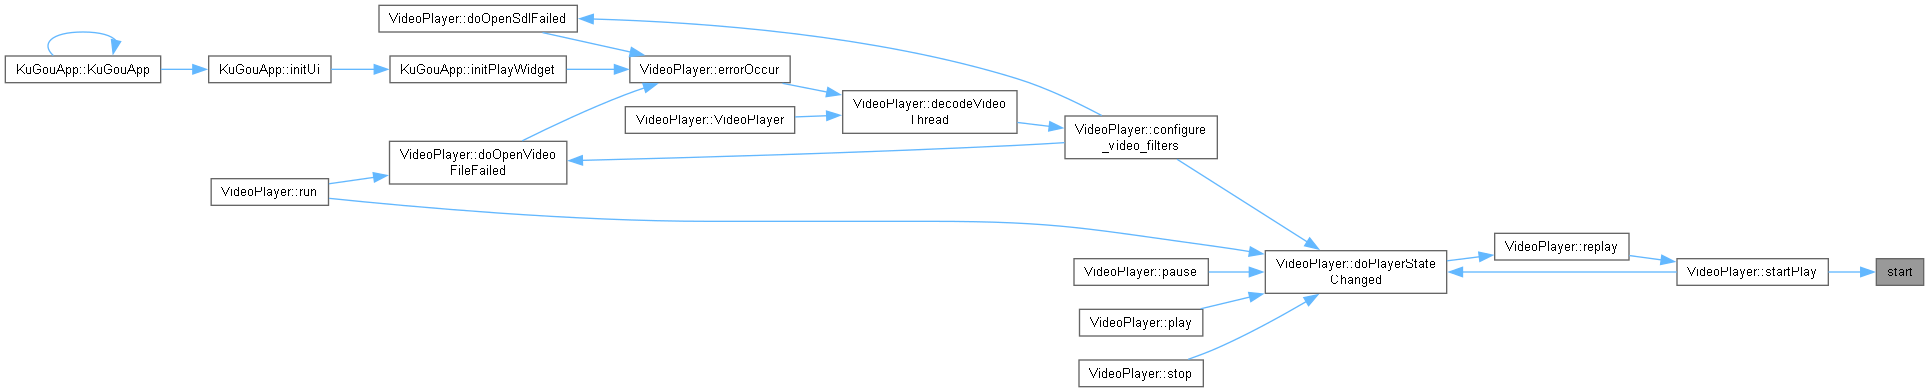 VideoPlayer::doOpenSdlFailed
KuGouApp::KuGouApp
KuGouApp::initUi
KuGouApp::initPlayWidget
VideoPlayer::errorOccur
VideoPlayer::decodeVideo
Thread
VideoPlayer::VideoPlayer
VideoPlayer::configure
_video_filters
VideoPlayer::doOpenVideo
FileFailed
VideoPlayer::run
VideoPlayer::replay
VideoPlayer::doPlayerState
Changed
VideoPlayer::pause
VideoPlayer::startPlay
start
VideoPlayer::play
VideoPlayer::stop